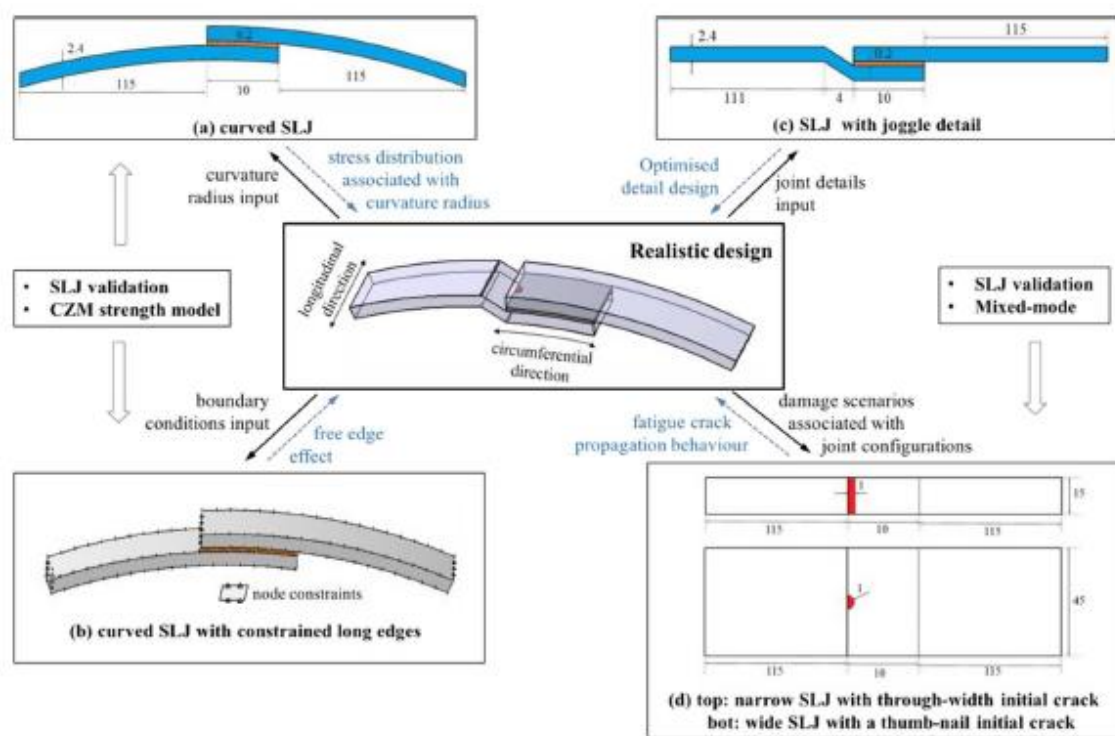 0.2
2.4
115
10
115
(a) curved SLJ
115
2.4
0.2
111
4
10
(c) SLJ with joggle detail
curvature
radius input
stress distribution
associated with
curvature radius
Optimised
detail design
joint details
input
• SLJ validation
• CZM strength model
Realistic design
longitudinal
direction
circumferential
direction
• SLJ validation
• Mixed-mode
boundary
conditions input
free edge
effect
fatigue crack
propagation behaviour
damage scenarios
associated with
joint configurations
node constraints
(b) curved SLJ with constrained long edges
1
15
115
10
115
1
45
115
10
115
(d) top: narrow SLJ with through-width initial crack
bot: wide SLJ with a thumb-nail initial crack